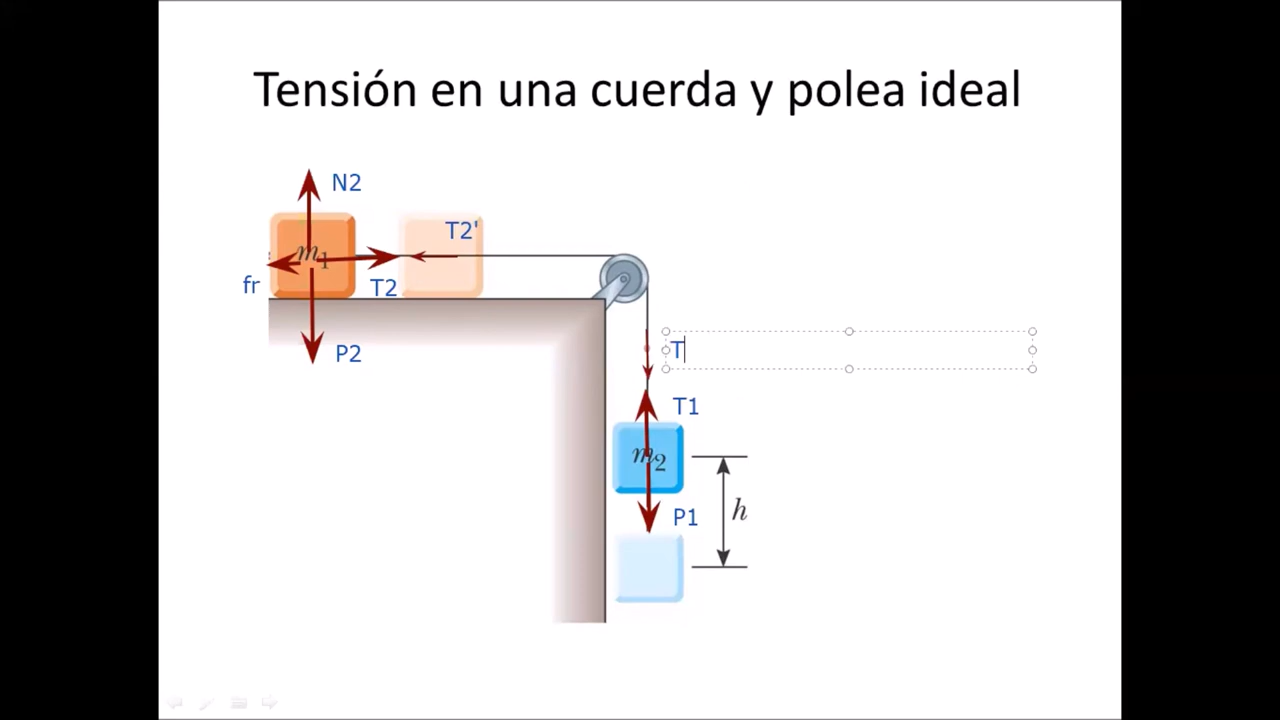 Tensión en una cuerda y polea ideal
N2
T2'
m1
fr
T2
P2
T
T1
m2
P1
h